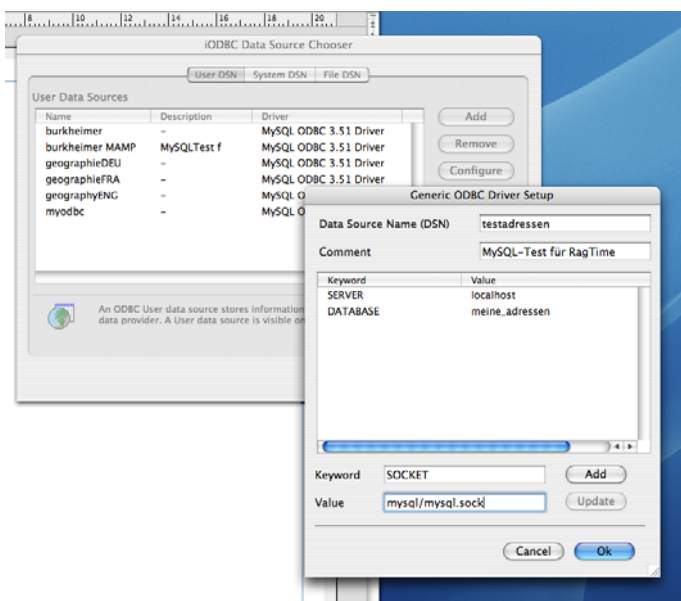 8 10 12 14 16 18 20
iODBC Data Source Chooser
User DSN System DSN File DSN
User Data Sources
Name Description Driver
burkheimer – MySQL ODBC 3.51 Driver
burkheimer MAMP MySQLTest f MySQL ODBC 3.51 Driver
geographieDEU – MySQL ODBC 3.51 Driver
geographieFRA – MySQL ODBC 3.51 Driver
geographyENG – MySQL O
myodbc – MySQL O
Add
Remove
Configure
An ODBC User data source stores information
data provider. A User data source is visible on
Generic ODBC Driver Setup
Data Source Name (DSN) testadressen
Comment MySQL-Test für RagTime
Keyword Value
SERVER localhost
DATABASE meine_adressen
Keyword SOCKET Add
Value mysql/mysql.sock Update
Cancel Ok